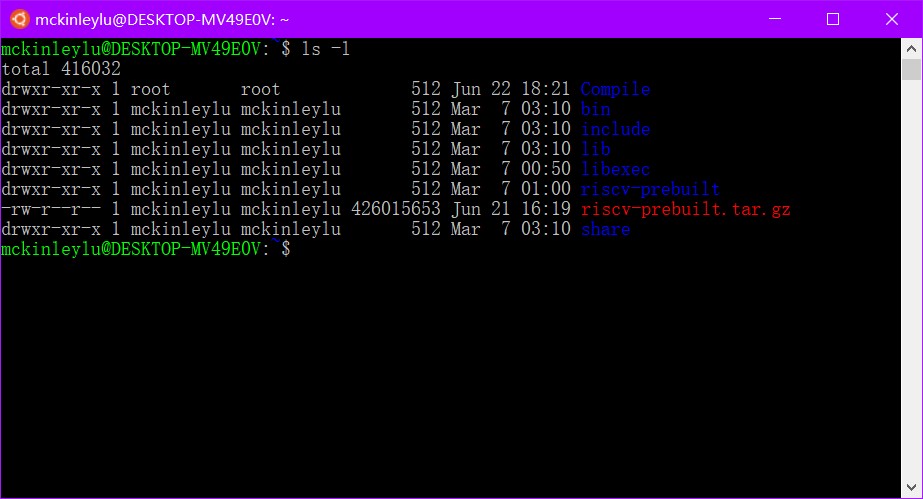 mckinleylu@DESKTOP-MV49E0V: ~
mckinleylu@DESKTOP-MV49E0V:~$ ls -l
total 416032
drwxr-xr-x 1 root       root             512 Jun 22 18:21 Compile
drwxr-xr-x 1 mckinleylu mckinleylu       512 Mar  7 03:10 bin
drwxr-xr-x 1 mckinleylu mckinleylu       512 Mar  7 03:10 include
drwxr-xr-x 1 mckinleylu mckinleylu       512 Mar  7 03:10 lib
drwxr-xr-x 1 mckinleylu mckinleylu       512 Mar  7 00:50 libexec
drwxr-xr-x 1 mckinleylu mckinleylu       512 Mar  7 01:00 riscv-prebuilt
-rw-r--r-- 1 mckinleylu mckinleylu 426015653 Jun 21 16:19 riscv-prebuilt.tar.gz
drwxr-xr-x 1 mckinleylu mckinleylu       512 Mar  7 03:10 share
mckinleylu@DESKTOP-MV49E0V:~$